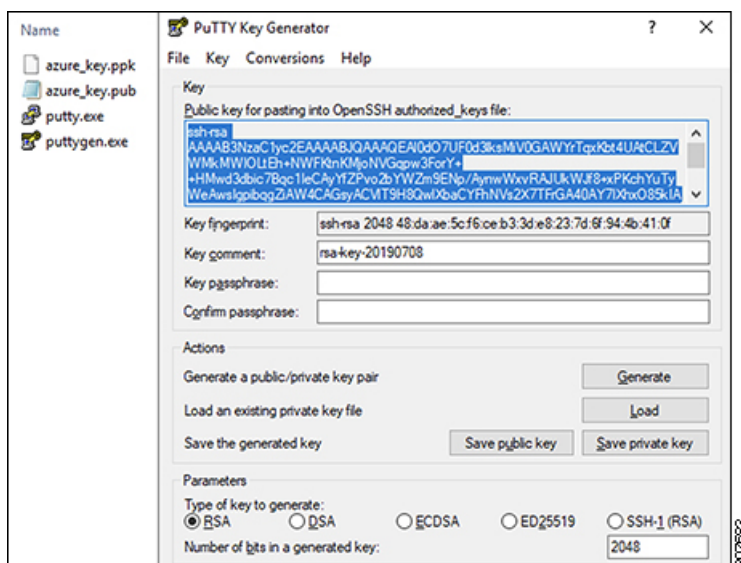 Name
azure_key.ppk
azure_key.pub
putty.exe
puttygen.exe
PuTTY Key Generator
? X
File Key Conversions Help
Key
Public key for pasting into OpenSSH authorized_keys file:
ssh-rsa
Key fingerprint: ssh-rsa 2048 48:da:ae:5c:f6:ce:b3:3d:e8:23:7d:6f:94:4b:41:0f
Key comment: rsa-key-20190708
Key passphrase:
Confirm passphrase:
Actions
Generate a public/private key pair Generate
Load an existing private key file Load
Save the generated key Save public key Save private key
Parameters
Type of key to generate:
RSA DSA ECDSA ED25519 SSH-1 (RSA)
Number of bits in a generated key: 2048